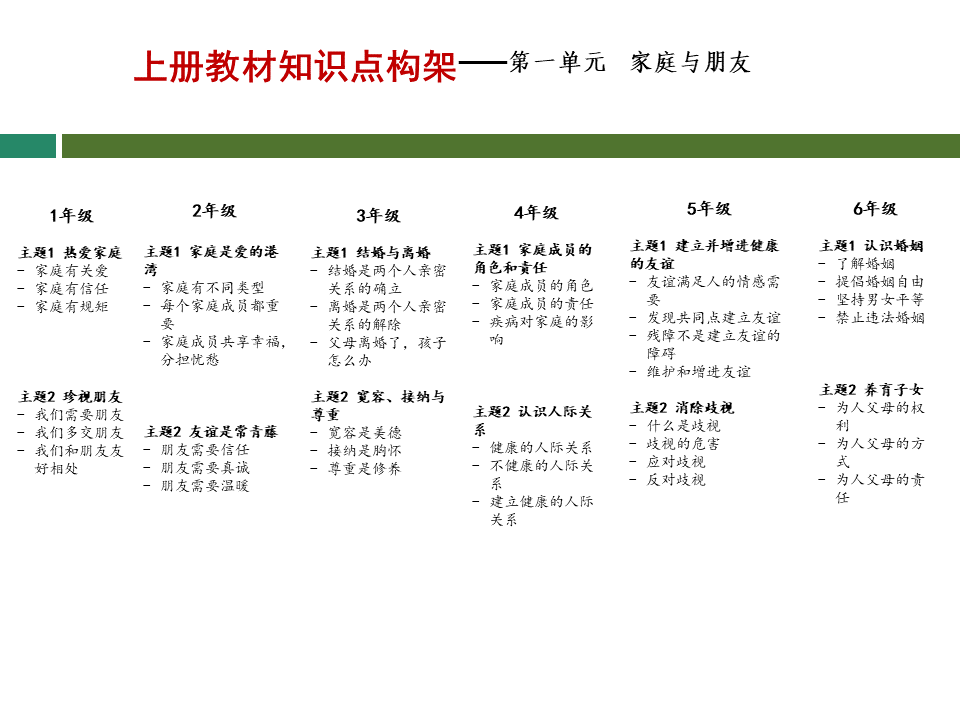 上册教材知识点构架——第一单元 家庭与朋友
1年级
主题1 热爱家庭
- 家庭有关爱
- 家庭有信任
- 家庭有规矩
主题2 珍视朋友
- 我们需要朋友
- 我们多交朋友
- 我们和朋友友
好相处
2年级
主题1 家庭是爱的港
湾
- 家庭有不同类型
- 每个家庭成员都重
要
- 家庭成员共享幸福，
分担忧愁
主题2 友谊是常青藤
- 朋友需要信任
- 朋友需要真诚
- 朋友需要温暖
3年级
主题1 结婚与离婚
- 结婚是两个人亲密
关系的确立
- 离婚是两个人亲密
关系的解除
- 父母离婚了，孩子
怎么办
主题2 宽容、接纳与
尊重
- 宽容是美德
- 接纳是胸怀
- 尊重是修养
4年级
主题1 家庭成员的
角色和责任
- 家庭成员的角色
- 家庭成员的责任
- 疾病对家庭的影
响
主题2 认识人际关
系
- 健康的人际关系
- 不健康的人际关
系
- 建立健康的人际
关系
5年级
主题1 建立并增进健康
的友谊
- 友谊满足人的情感需
要
- 发现共同点建立友谊
- 残障不是建立友谊的
障碍
- 维护和增进友谊
主题2 消除歧视
- 什么是歧视
- 歧视的危害
- 应对歧视
- 反对歧视
6年级
主题1 认识婚姻
- 了解婚姻
- 提倡婚姻自由
- 坚持男女平等
- 禁止违法婚姻
主题2 养育子女
- 为人父母的权
利
- 为人父母的方
式
- 为人父母的责
任